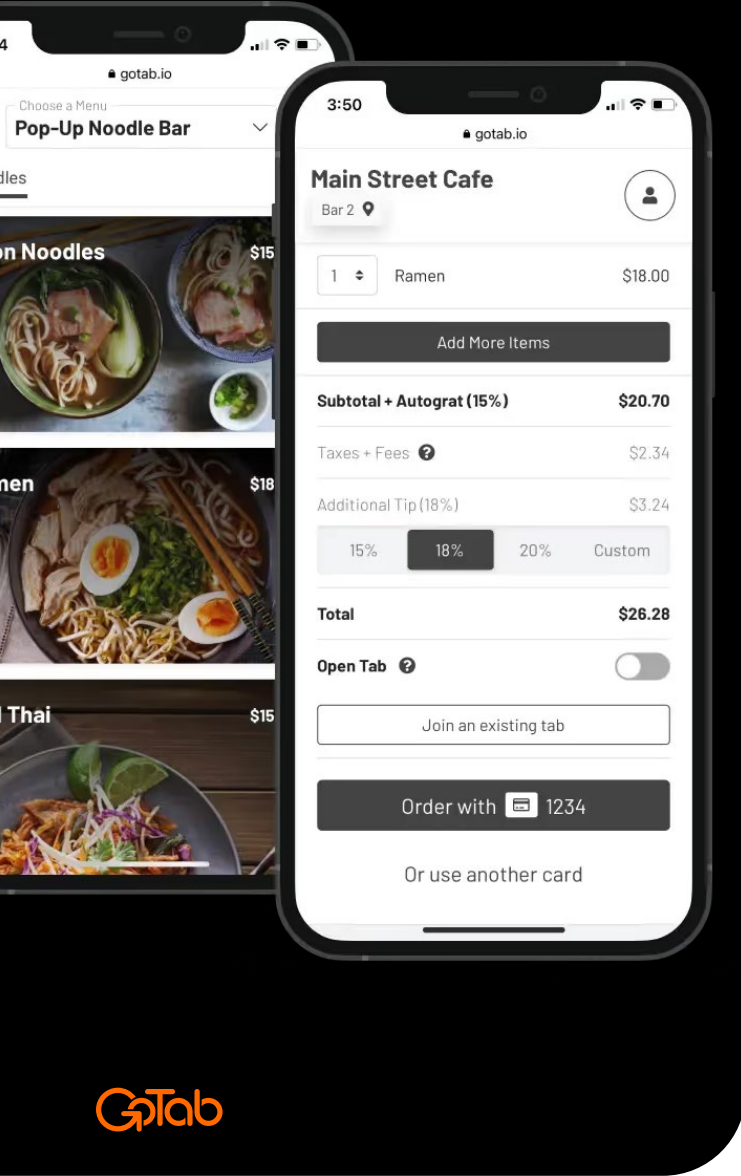 4
gotab.io
Choose a Menu
Pop-Up Noodle Bar
dles
on Noodles $15
men $18
d Thai $15
3:50
gotab.io
Main Street Cafe
Bar 2
1 Ramen $18.00
Add More Items
Subtotal + Autograt (15%) $20.70
Taxes + Fees ? $2.34
Additional Tip (18%) $3.24
15% 18% 20% Custom
Total $26.28
Open Tab ?
Join an existing tab
Order with 1234
Or use another card
GoTab